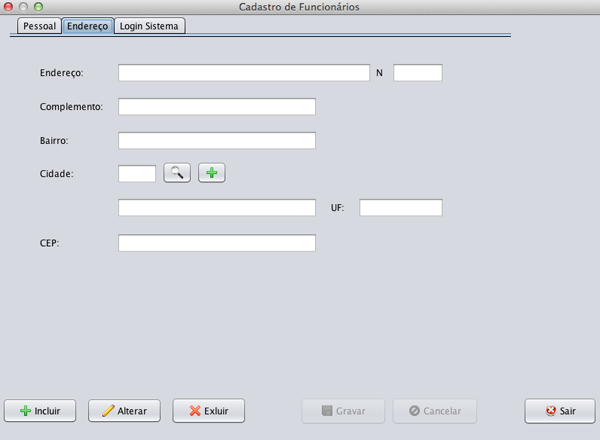 Cadastro de Funcionários
Pessoal Endereço Login Sistema
Endereço: N
Complemento:
Bairro:
Cidade:
UF:
CEP:
Incluir Alterar Exluir Gravar Cancelar Sair